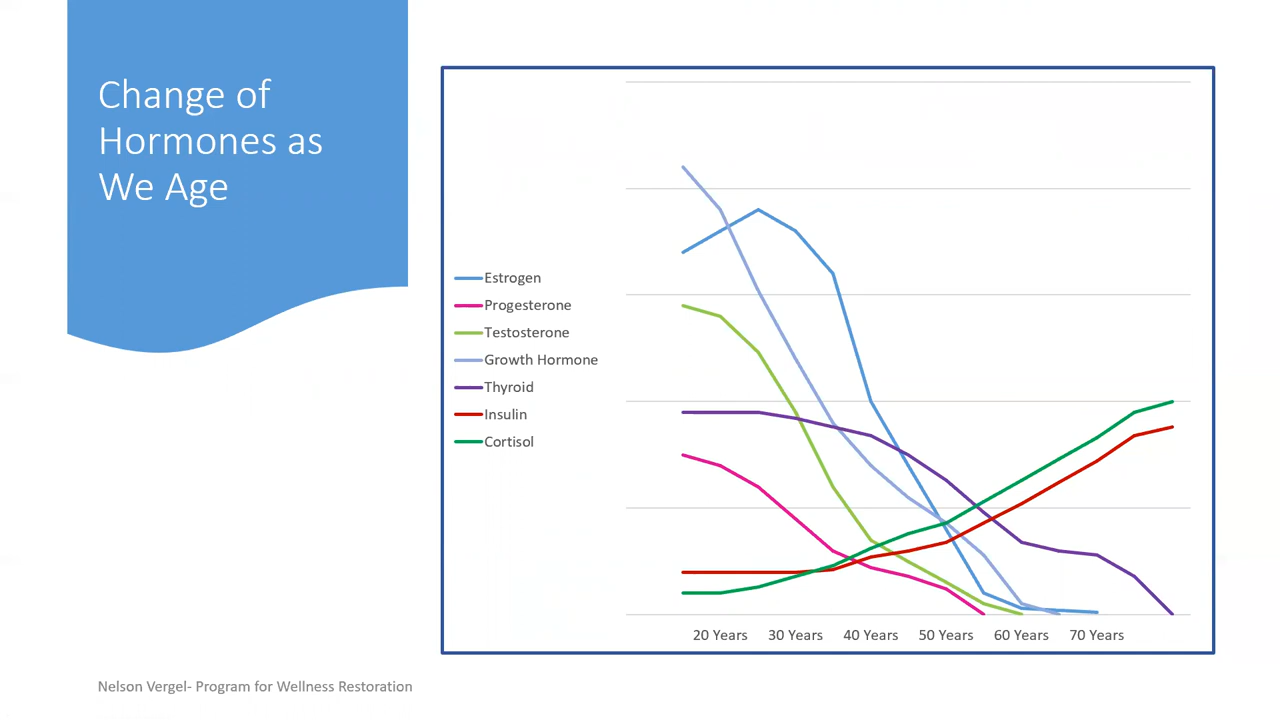 Change of
Hormones as
We Age
Estrogen
Progesterone
Testosterone
Growth Hormone
Thyroid
Insulin
Cortisol
20 Years 30 Years 40 Years 50 Years 60 Years 70 Years
Nelson Vergel- Program for Wellness Restoration